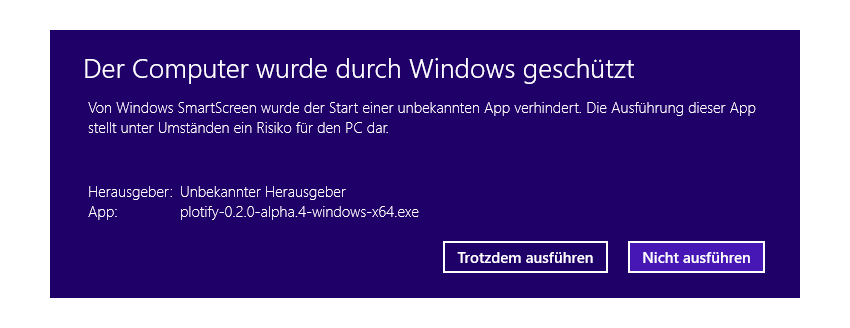 Der Computer wurde durch Windows geschützt
Von Windows SmartScreen wurde der Start einer unbekannten App verhindert. Die Ausführung dieser App
stellt unter Umständen ein Risiko für den PC dar.
Herausgeber: Unbekannter Herausgeber
App: plotify-0.2.0-alpha.4-windows-x64.exe
Trotzdem ausführen Nicht ausführen